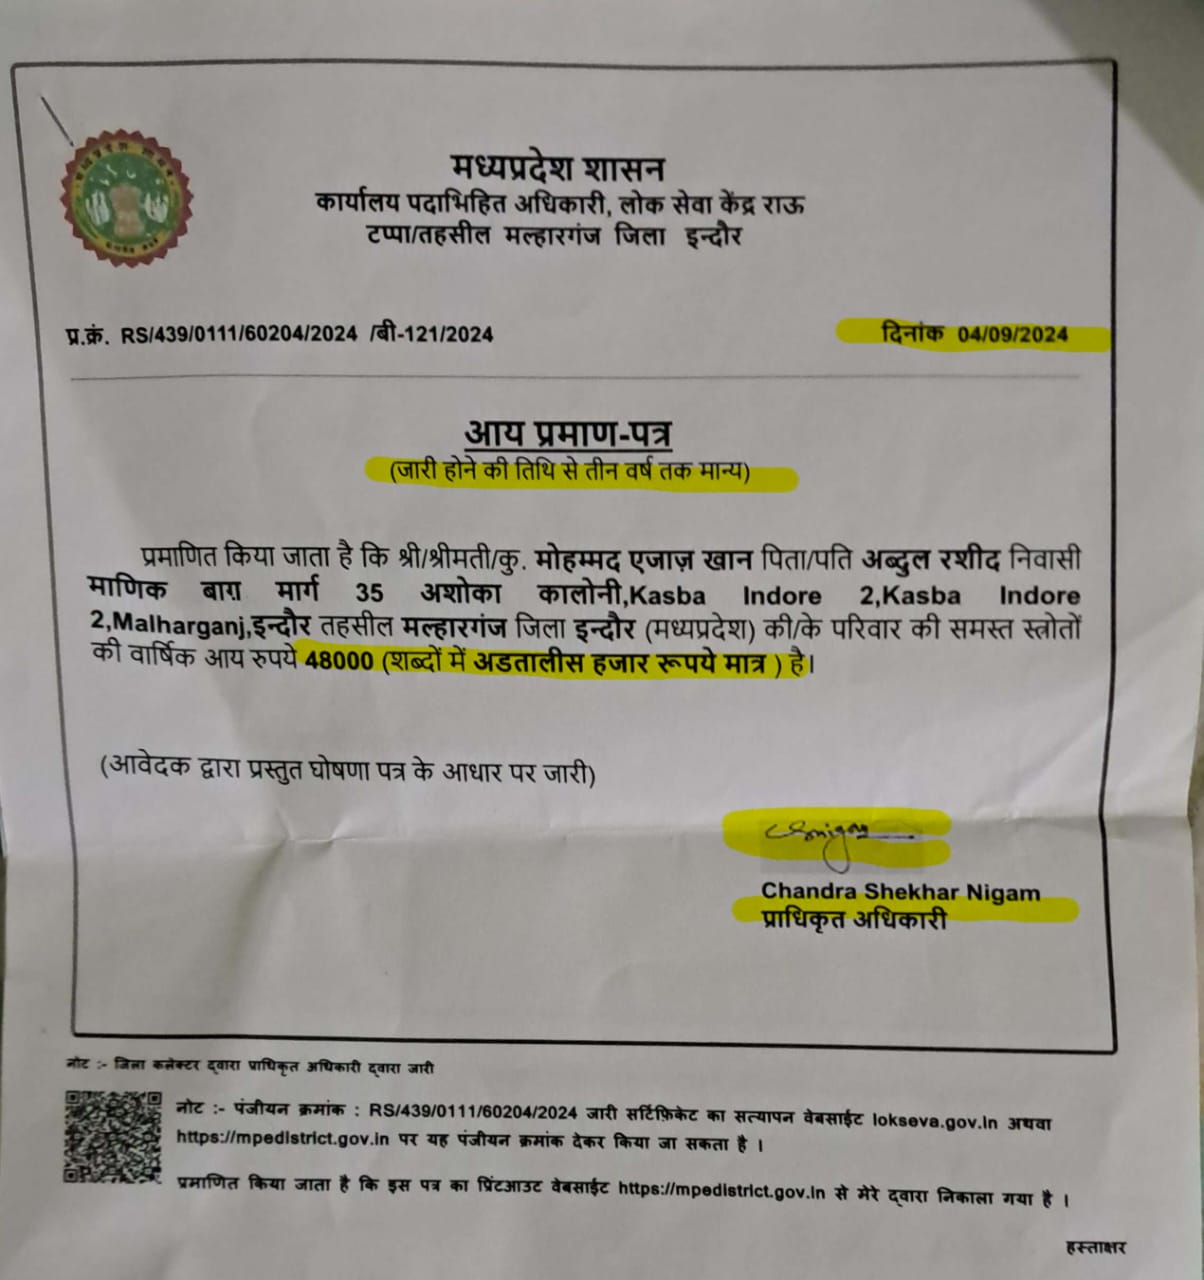 मध्यप्रदेश शासन
कार्यालय पदाभिहित अधिकारी, लोक सेवा केंद्र राऊ
टप्पा/तहसील मल्हारगंज जिला इन्दौर
प्र.क्रं. RS/439/0111/60204/2024 /बी-121/2024
दिनांक 04/09/2024
आय प्रमाण-पत्र
(जारी होने की तिथि से तीन वर्ष तक मान्य)
प्रमाणित किया जाता है कि श्री/श्रीमती/कु. मोहम्मद एजाज़ खान पिता/पति अब्दुल रशीद निवासी
माणिक बाग़ मार्ग 35 अशोका कालोनी,Kasba Indore 2,Kasba Indore
2,Malharganj,इन्दौर तहसील मल्हारगंज जिला इन्दौर (मध्यप्रदेश) की/के परिवार की समस्त स्त्रोतों
की वार्षिक आय रुपये 48000 (शब्दों में अडतालीस हजार रूपये मात्र ) है।
(आवेदक द्वारा प्रस्तुत घोषणा पत्र के आधार पर जारी)
Chandra Shekhar Nigam
प्राधिकृत अधिकारी
नोट :- जिला कलेक्टर द्वारा प्राधिकृत अधिकारी द्वारा जारी
नोट :- पंजीयन क्रमांक : RS/439/0111/60204/2024 जारी सर्टिफ़िकेट का सत्यापन वेबसाईट lokseva.gov.in अथवा
https://mpedistrict.gov.in पर यह पंजीयन क्रमांक देकर किया जा सकता है ।
प्रमाणित किया जाता है कि इस पत्र का प्रिंटआउट वेबसाईट https://mpedistrict.gov.in से मेरे द्वारा निकाला गया है ।
हस्ताक्षर